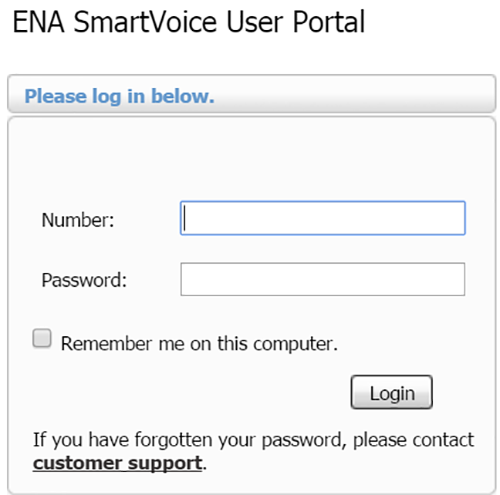 ENA SmartVoice User Portal
Please log in below.
Number:
Password:
Remember me on this computer.
Login
If you have forgotten your password, please contact
customer support.